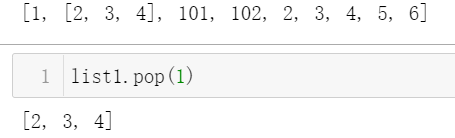 [1, [2, 3, 4], 101, 102, 2, 3, 4, 5, 6]
1 list1.pop(1)
[2, 3, 4]